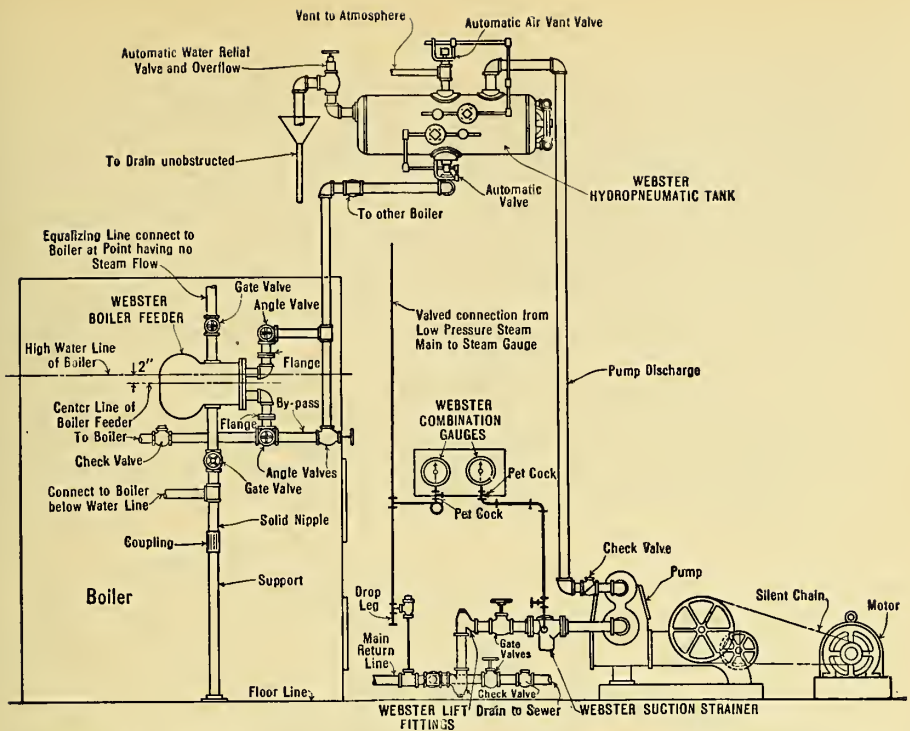 Vent to Atmosphere
Automatic Air Vant Valve
Automatic Water Relial
Valve and Overflow
To Drain unobstructed
WEBSTER
HYDROPNEUMATIC TANK
Automatic
Valve
To other Boiler
Equalizing Line connect to
Boiler at Point having no
Steam Flow
Gate Valve
WEBSTER
BOILER FEEDER
Angle Valve
Valved connection from
Low Pressure Steam
Main to Steam Gauge
High Water Line
of Boiler
2"
Flange
Pump Discharge
Center Line of
Boiler Feeder
By-pass
Flange
To Boiler
WEBSTER
COMBINATION
GAUGES
Check Valve
Angle Valves
Gate Valve
Pet Cock
Connect to Boiler
below Water Line
Pet Cock
Solid Nipple
Coupling
Check Valve
Support
Pump
Boiler
Silent Chain
Drop
Leg
Motor
Gate
Valves
Main
Return
Line
Floor Line
Check Valve
WEBSTER LIFT
FITTINGS
Drain to Sewer
WEBSTER SUCTION STRAINER